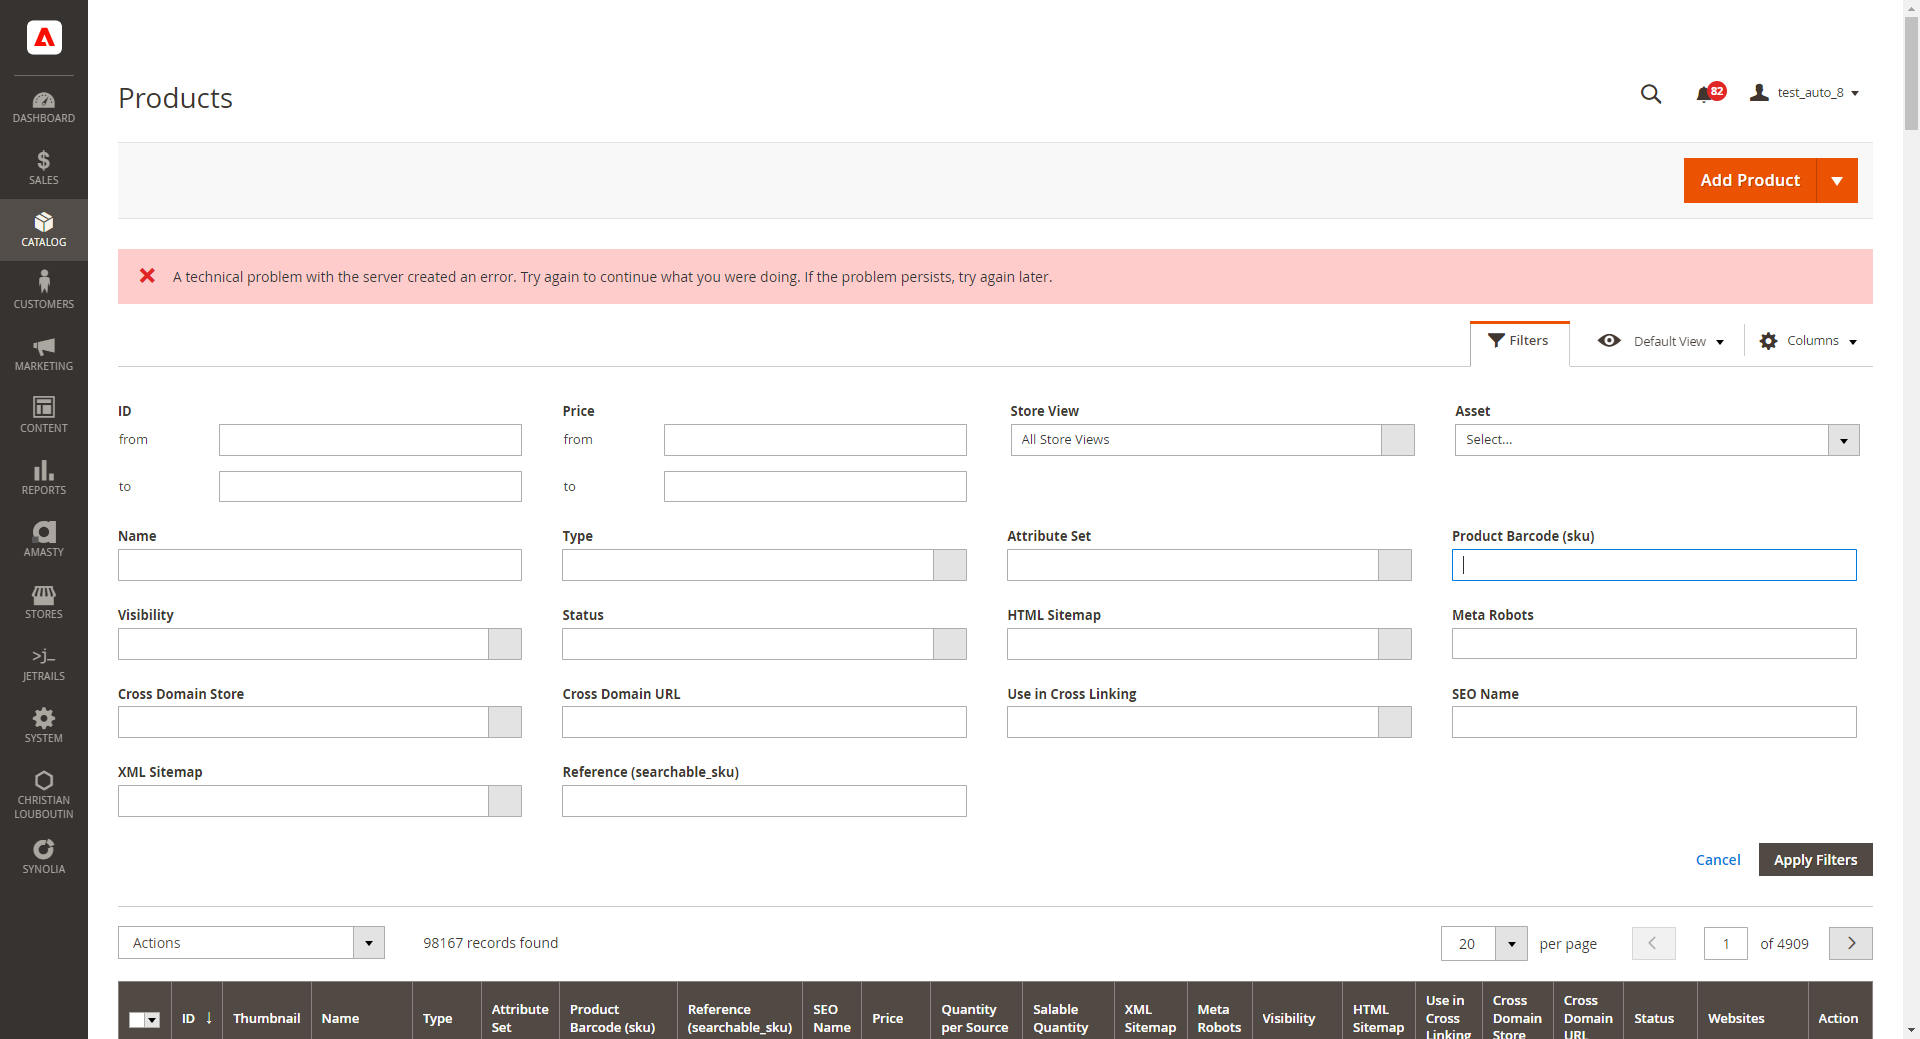 DASHBOARD
SALES
CATALOG
CUSTOMERS
MARKETING
CONTENT
REPORTS
AMASTY
STORES
>j_
JETRAILS
SYSTEM
CHRISTIAN
LOUBOUTIN
SYNOLIA
Products
82
test_auto_8
Add Product
A technical problem with the server created an error. Try again to continue what you were doing. If the problem persists, try again later.
Filters
Default View
Columns
ID
Price
Store View
Asset
from
from
All Store Views
Select...
to
to
Name
Type
Attribute Set
Product Barcode (sku)
Visibility
Status
HTML Sitemap
Meta Robots
Cross Domain Store
Cross Domain URL
Use in Cross Linking
SEO Name
XML Sitemap
Reference (searchable_sku)
Cancel
Apply Filters
Actions
98167 records found
20
per page
1
of 4909
ID ↓
Thumbnail
Name
Type
Attribute
Set
Product
Barcode (sku)
Reference
(searchable_sku)
SEO
Name
Price
Quantity
per Source
Salable
Quantity
XML
Sitemap
Meta
Robots
Visibility
HTML
Sitemap
Use in
Cross
Linking
Cross
Domain
Store
Cross
Domain
URL
Status
Websites
Action